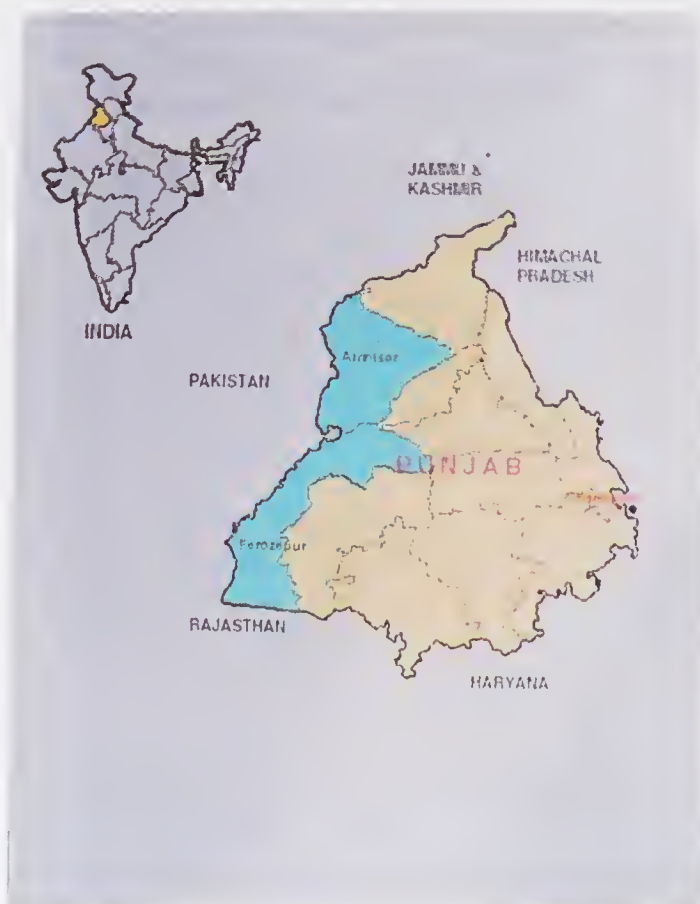 JAMMU &
KASHMIR
HIMACHAL
PRADESH
INDIA
PAKISTAN
Amritsar
PUNJAB
Ferozepur
RAJASTHAN
HARYANA